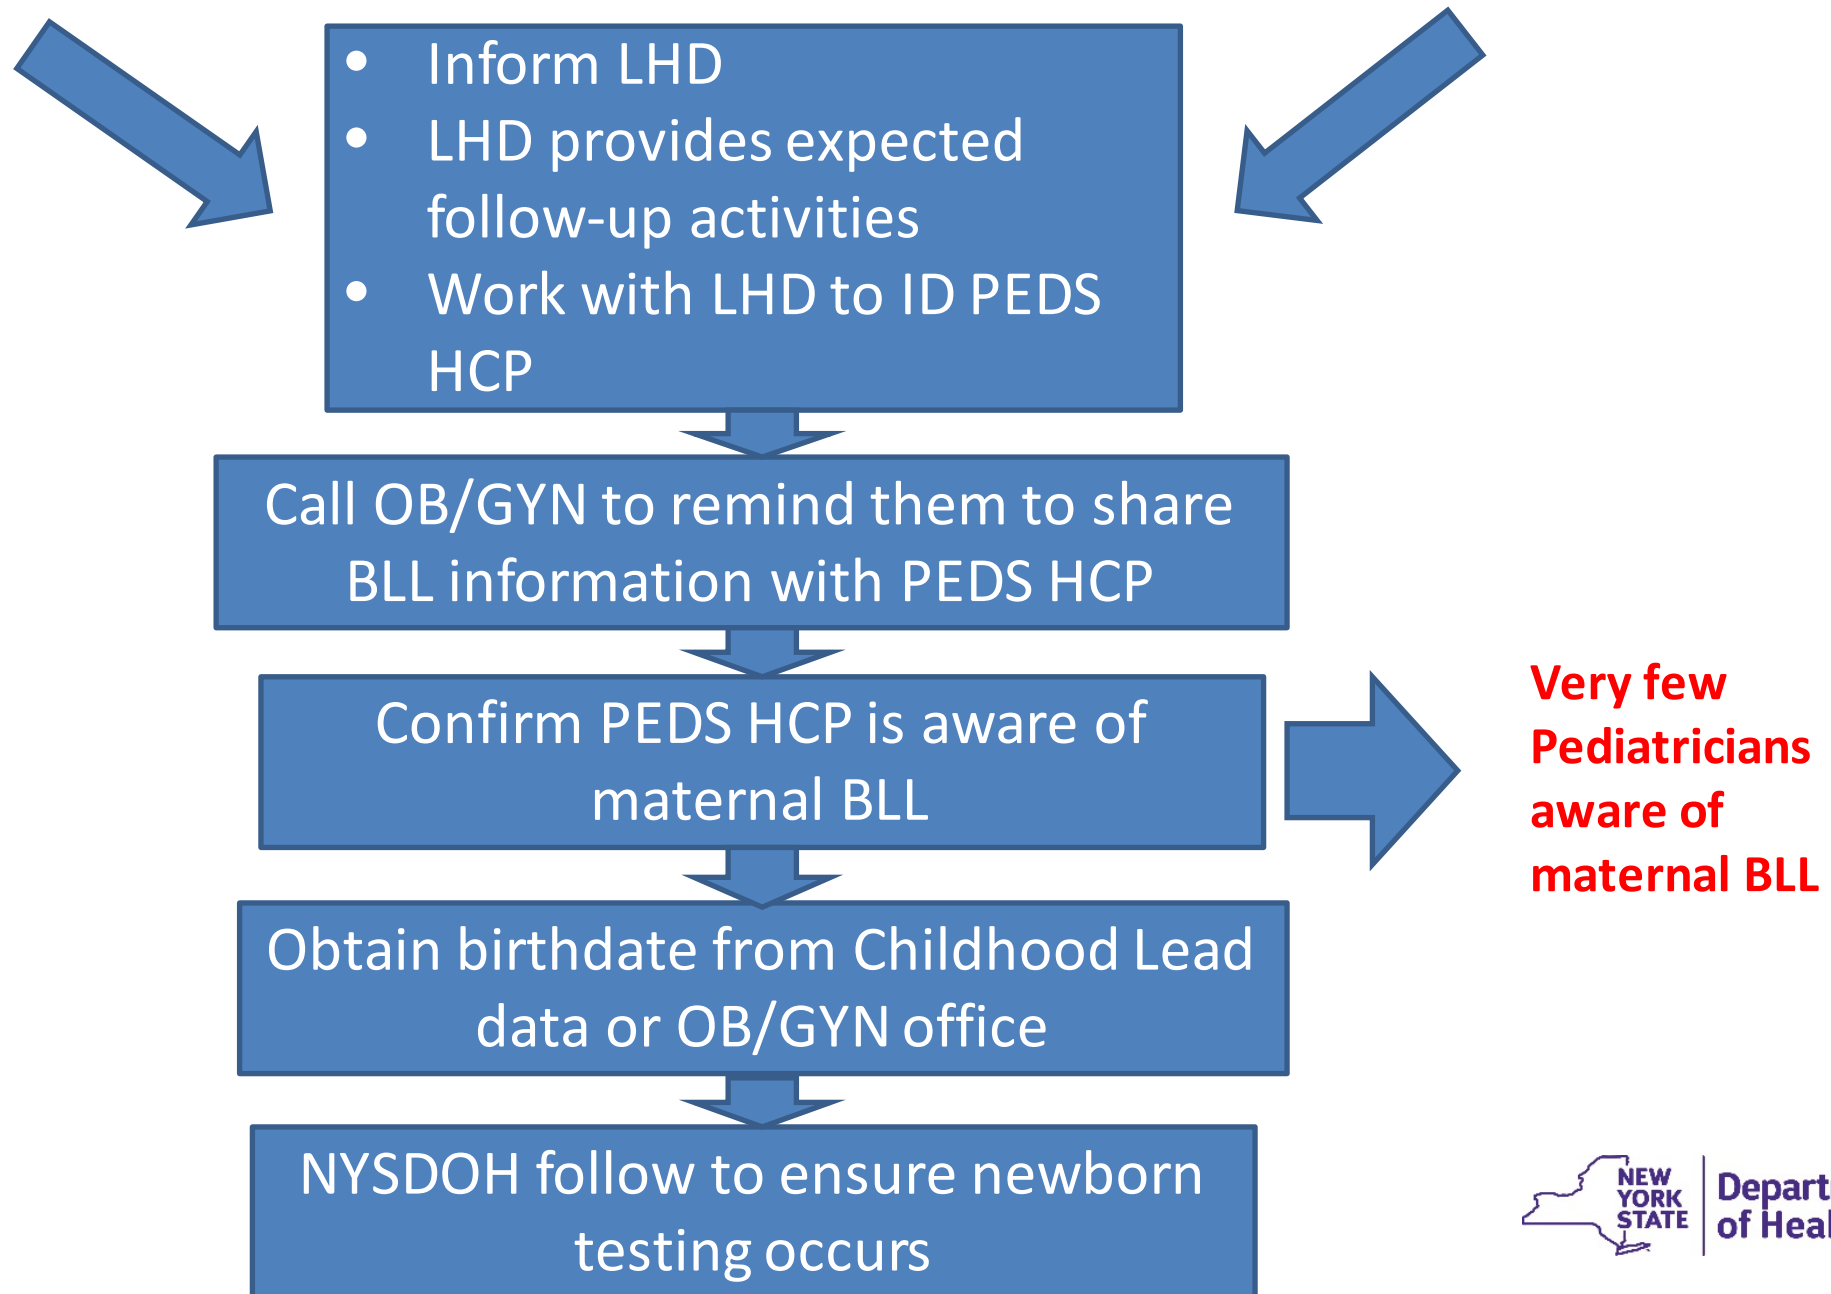 • Inform LHD
• LHD provides expected
follow-up activities
• Work with LHD to ID PEDS
HCP
Call OB/GYN to remind them to share
BLL information with PEDS HCP
Confirm PEDS HCP is aware of
maternal BLL
Very few
Pediatricians
aware of
maternal BLL
Obtain birthdate from Childhood Lead
data or OB/GYN office
NYSDOH follow to ensure newborn
testing occurs
NEW
YORK
STATE
Depart
of Heal